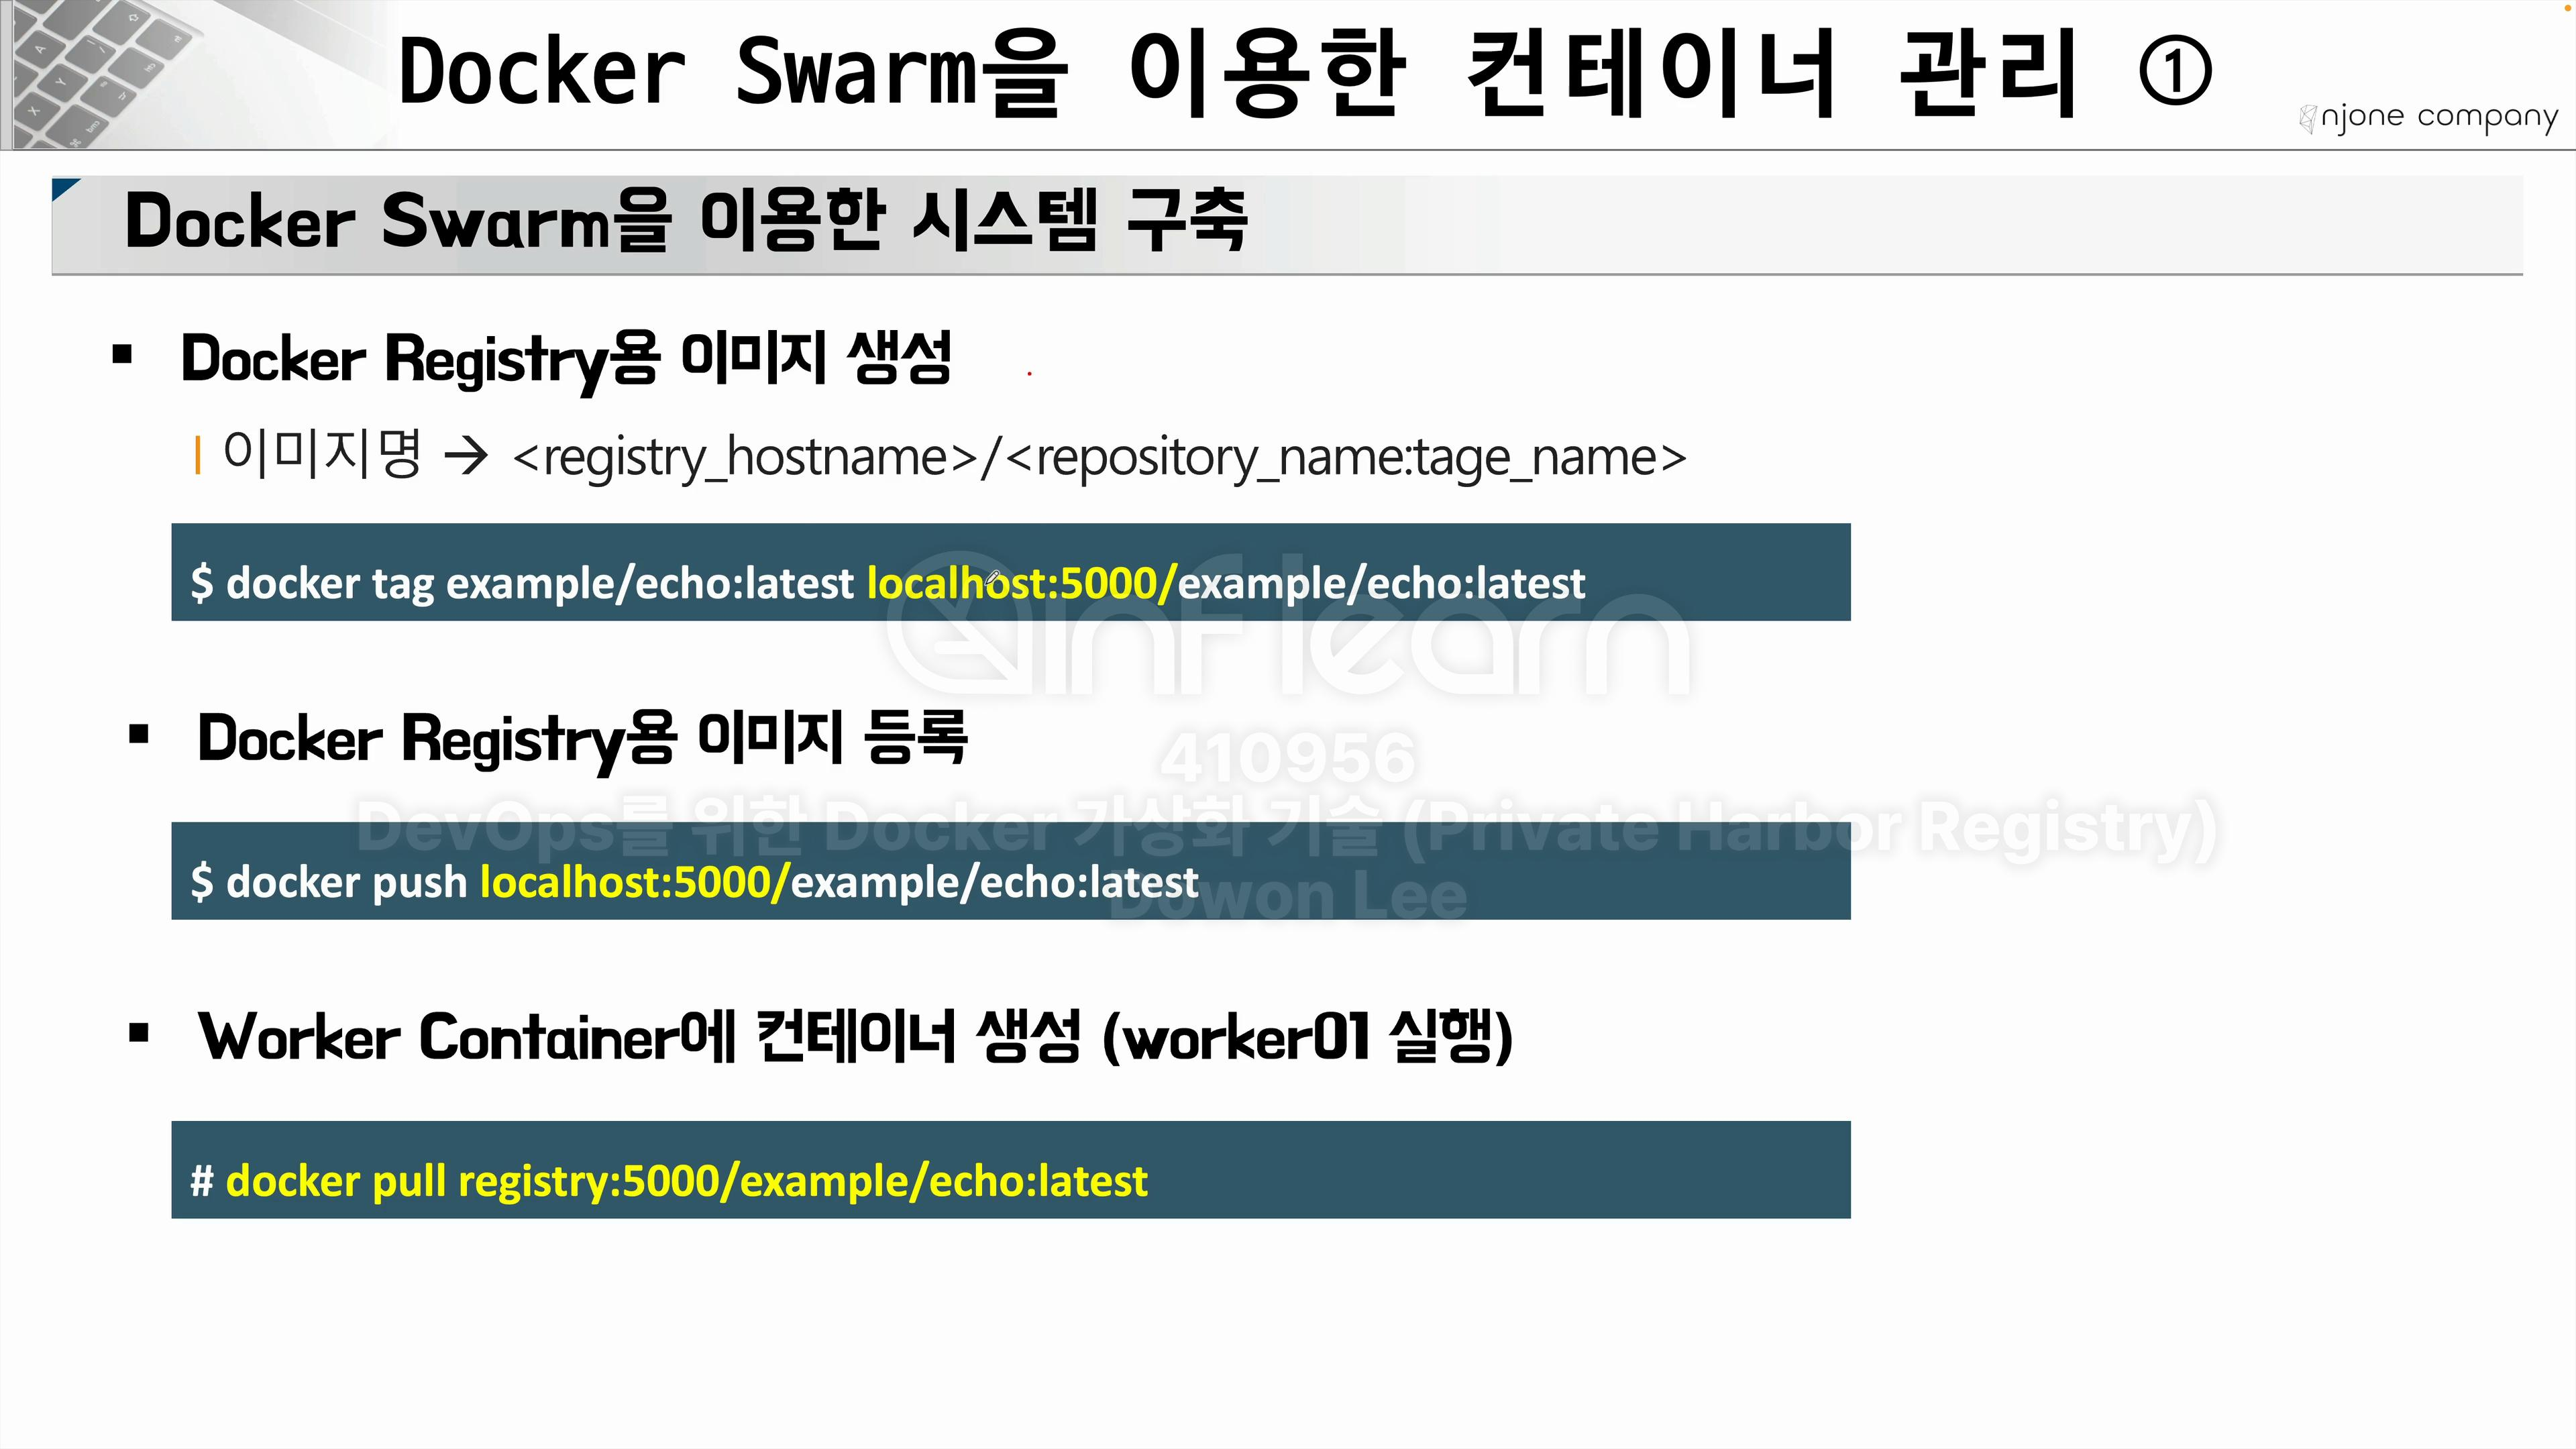 Docker Swarm을 이용한 컨테이너 관리 ①
njone company
Docker Swarm을 이용한 시스템 구축
▪ Docker Registry용 이미지 생성
이미지명 → <registry_hostname>/<repository_name:tage_name>
$ docker tag example/echo:latest localhost:5000/example/echo:latest
inflearn
▪ Docker Registry용 이미지 등록
410956
DevOps를 위한 Docker 가상화 기술 (Private Harbor Registry)
$ docker push localhost:5000/example/echo:latest
Dowon Lee
▪ Worker Container에 컨테이너 생성 (worker01 실행)
# docker pull registry:5000/example/echo:latest